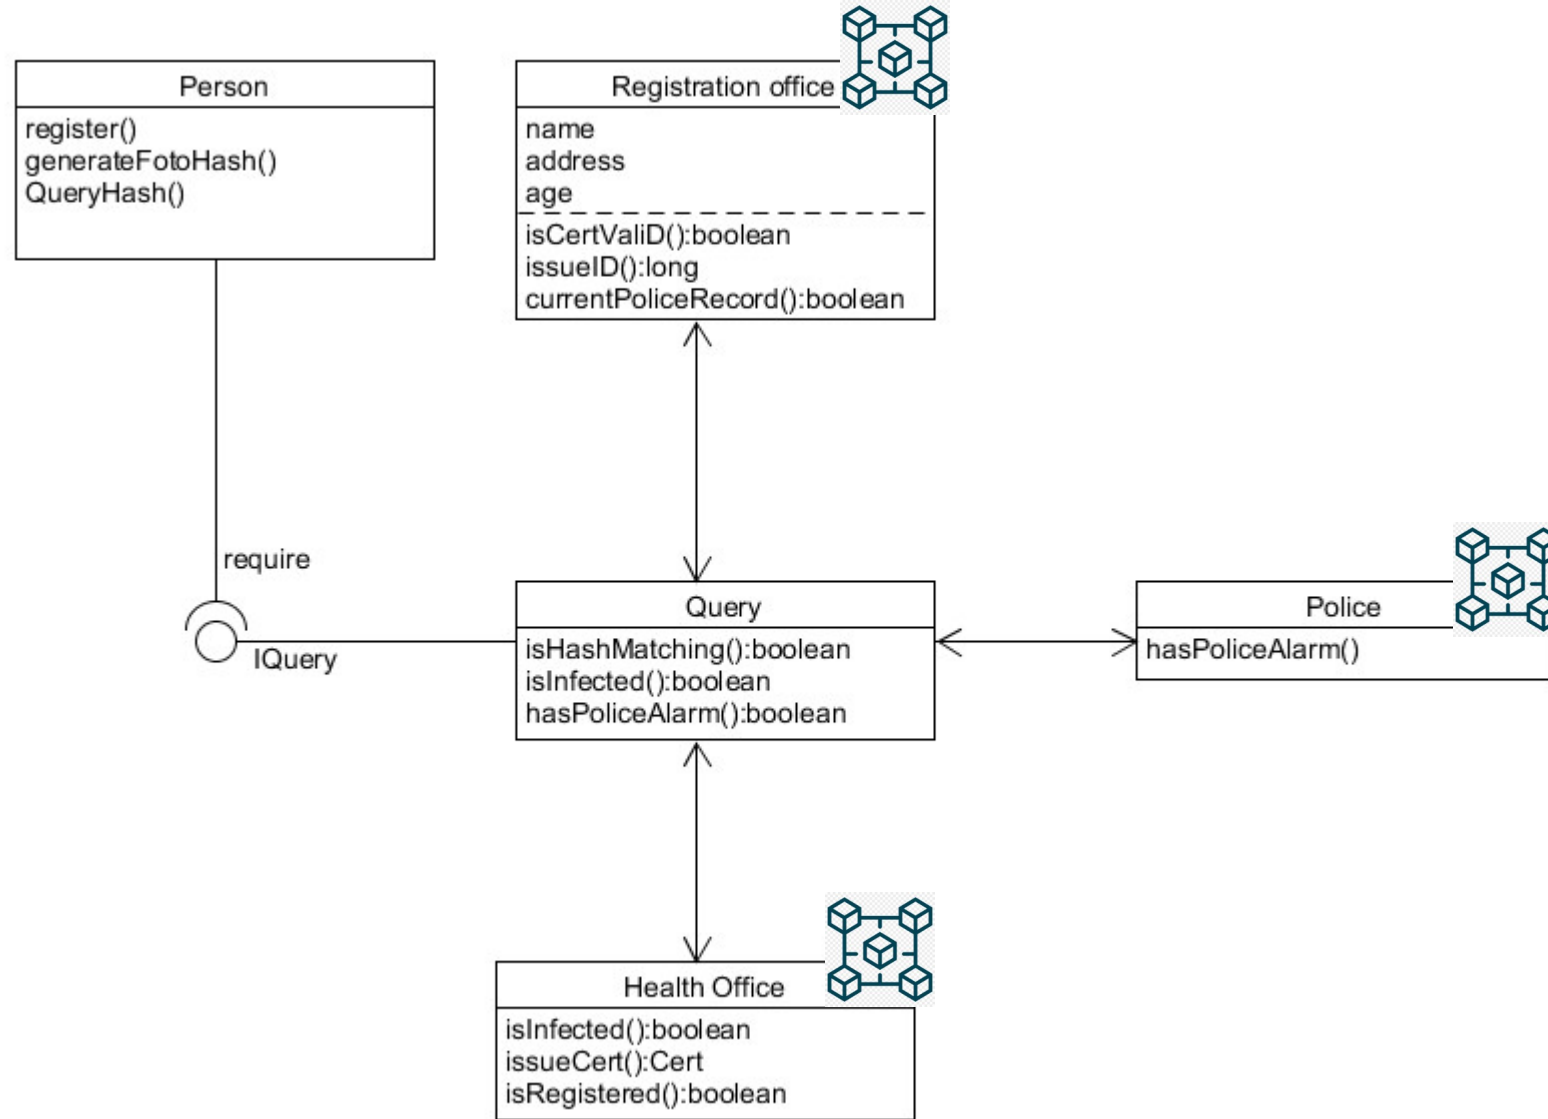 Person
register()
generateFotoHash()
QueryHash()
Registration office
name
address
age
isCertValiD():boolean
issueID():long
currentPoliceRecord():boolean
require
IQuery
Query
isHashMatching():boolean
isInfected():boolean
hasPoliceAlarm():boolean
Police
hasPoliceAlarm()
Health Office
isInfected():boolean
issueCert():Cert
isRegistered():boolean